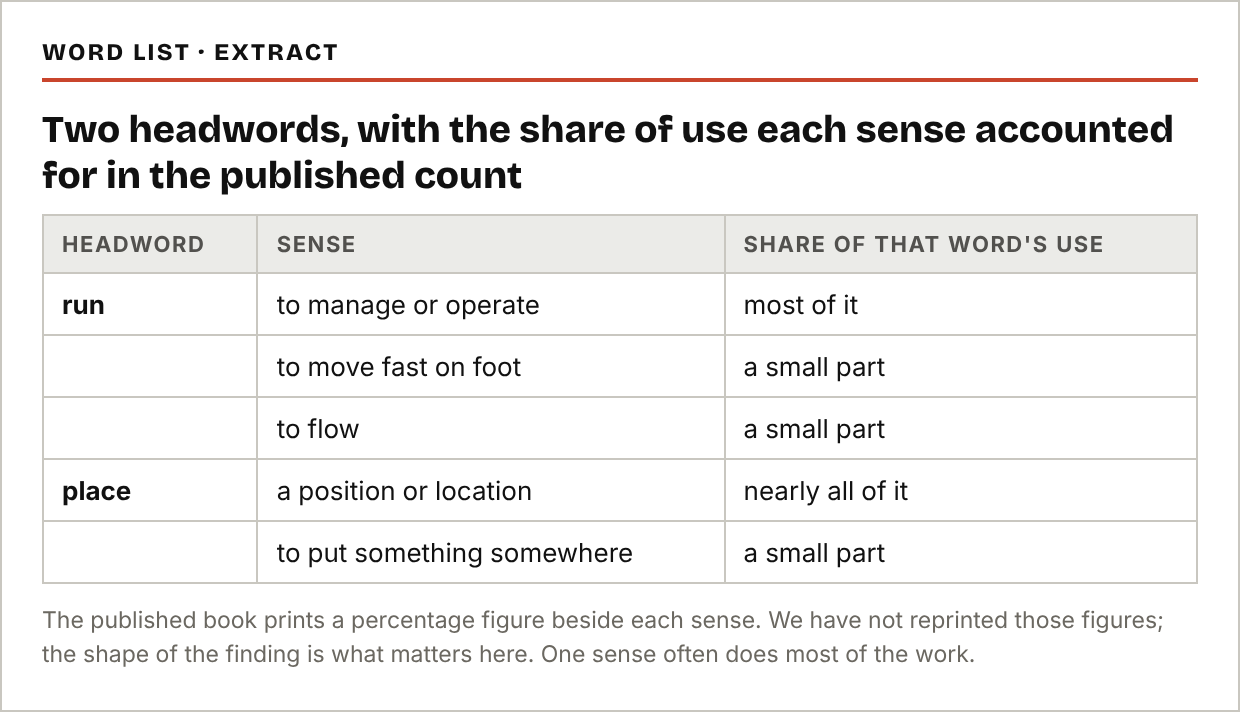 WORD LIST · EXTRACT
Two headwords, with the share of use each sense accounted
for in the published count
HEADWORD SENSE SHARE OF THAT WORD'S USE
run to manage or operate most of it
to move fast on foot a small part
to flow a small part
place a position or location nearly all of it
to put something somewhere a small part
The published book prints a percentage figure beside each sense. We have not reprinted those figures;
the shape of the finding is what matters here. One sense often does most of the work.